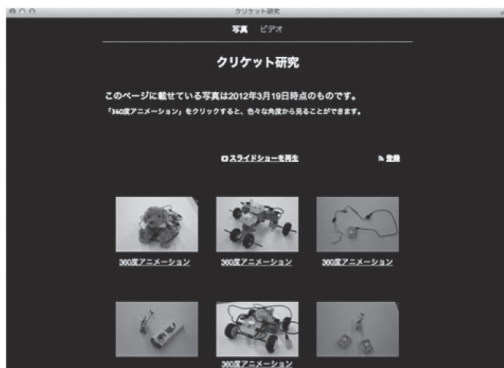 クリケット研究
写真 ビデオ
クリケット研究
このページに載せている写真は2012年3月19日時点のものです。
「360度アニメーション」をクリックすると、色々な角度から見ることができます。
スライドショーを再生 登録
360度アニメーション 360度アニメーション 360度アニメーション
360度アニメーション